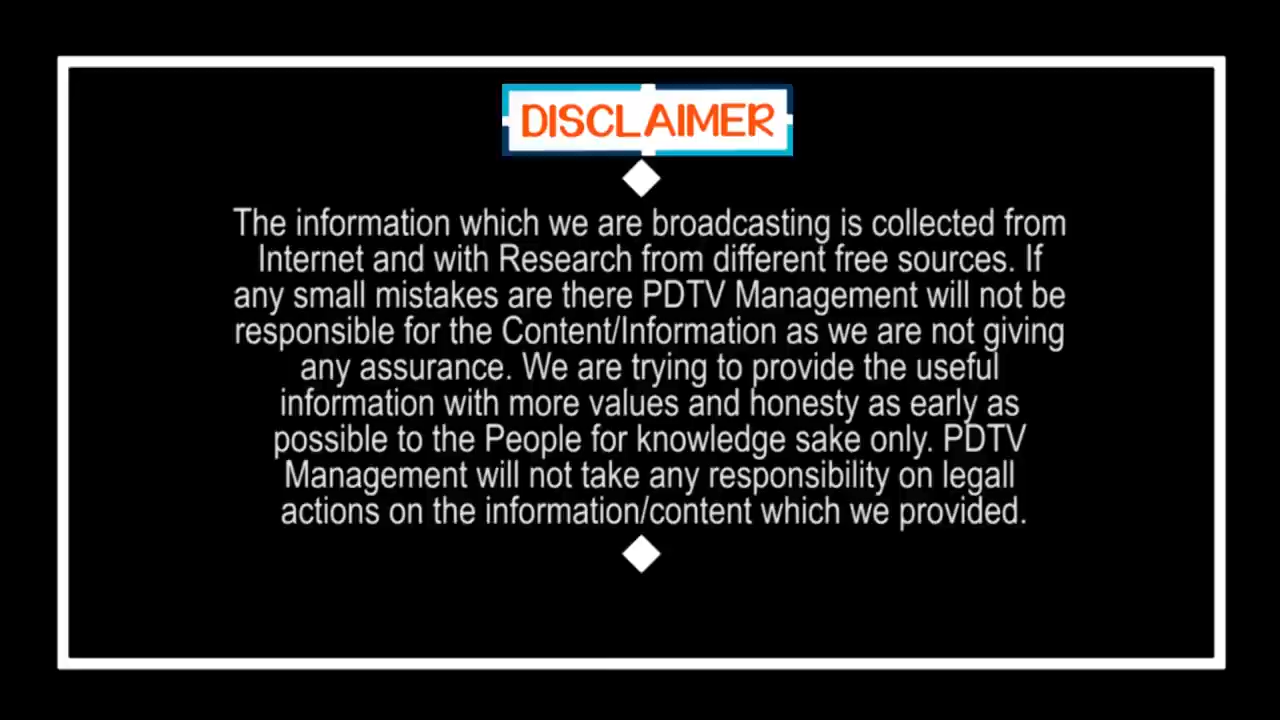 DISCLAIMER
The information which we are broadcasting is collected from
Internet and with Research from different free sources. If
any small mistakes are there PDTV Management will not be
responsible for the Content/Information as we are not giving
any assurance. We are trying to provide the useful
information with more values and honesty as early as
possible to the People for knowledge sake only. PDTV
Management will not take any responsibility on legall
actions on the information/content which we provided.